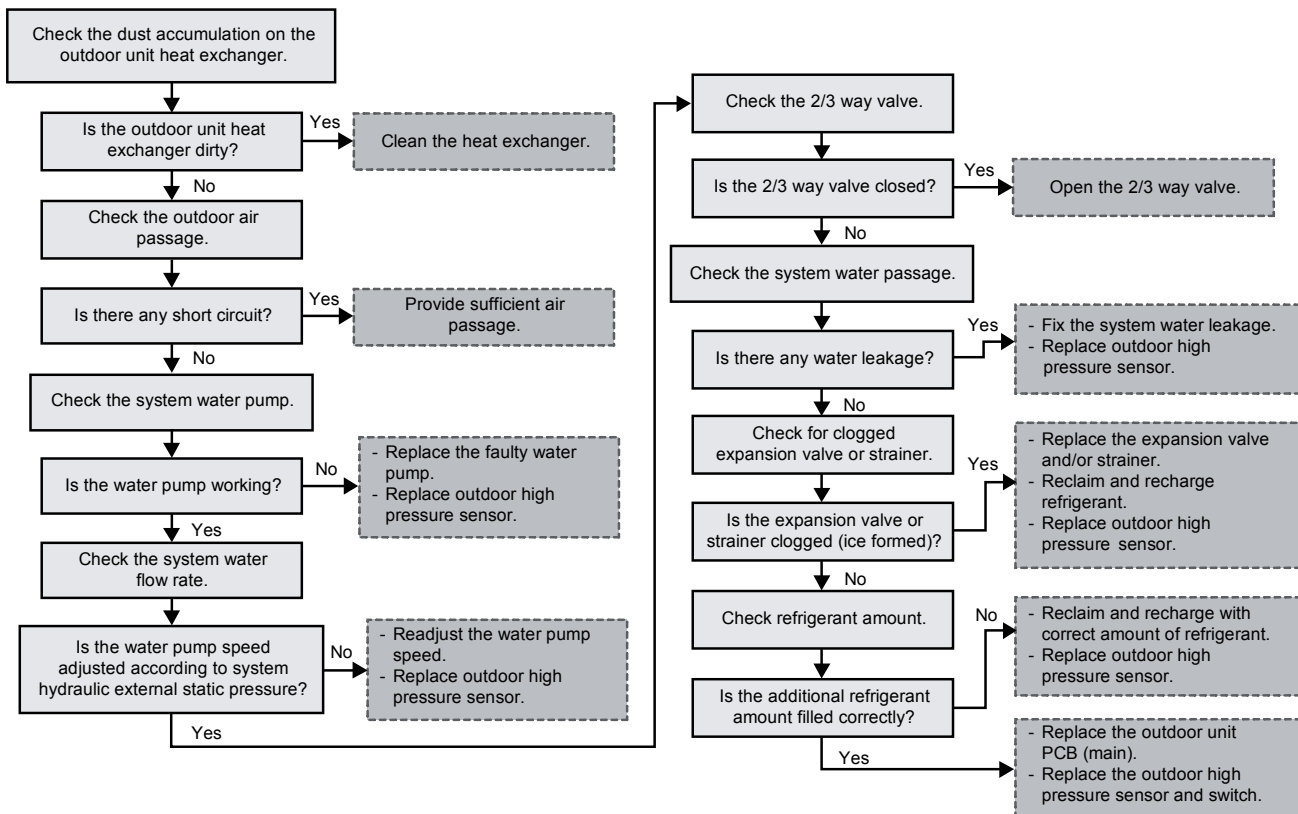 Check the dust accumulation on the
outdoor unit heat exchanger.
Is the outdoor unit heat
exchanger dirty?
Yes
Clean the heat exchanger.
No
Check the outdoor air
passage.
Is there any short circuit?
Yes
Provide sufficient air
passage.
No
Check the system water pump.
Is the water pump working?
No
- Replace the faulty water
pump.
- Replace outdoor high
pressure sensor.
Yes
Check the system water
flow rate.
Is the water pump speed
adjusted according to system
hydraulic external static pressure?
No
- Readjust the water pump
speed.
- Replace outdoor high
pressure sensor.
Yes
Check the 2/3 way valve.
Is the 2/3 way valve closed?
Yes
Open the 2/3 way valve.
No
Check the system water passage.
Is there any water leakage?
Yes
- Fix the system water leakage.
- Replace outdoor high
pressure sensor.
No
Check for clogged
expansion valve or strainer.
Is the expansion valve or
strainer clogged (ice formed)?
Yes
- Replace the expansion valve
and/or strainer.
- Reclaim and recharge
refrigerant.
- Replace outdoor high
pressure sensor.
No
Check refrigerant amount.
Is the additional refrigerant
amount filled correctly?
No
- Reclaim and recharge with
correct amount of refrigerant.
- Replace outdoor high
pressure sensor.
Yes
- Replace the outdoor unit
PCB (main).
- Replace the outdoor high
pressure sensor and switch.